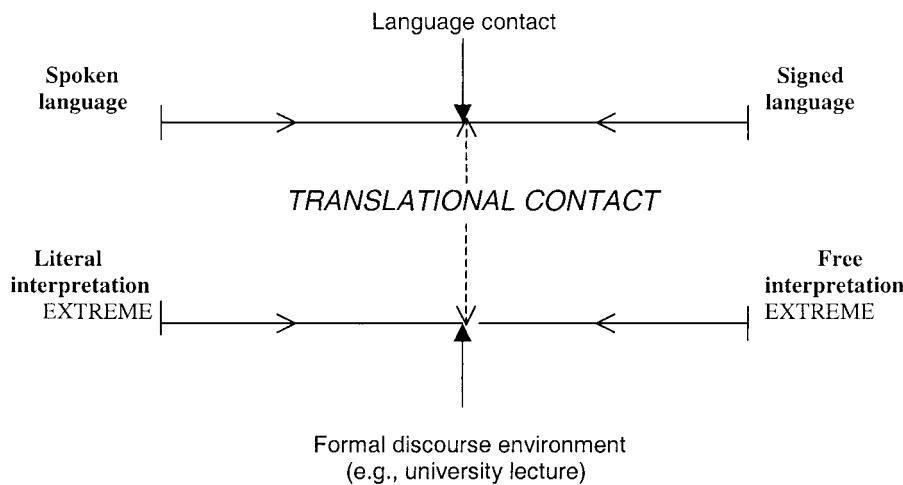 Language contact
Spoken
language
Signed
language
TRANSLATIONAL CONTACT
Literal
interpretation
EXTREME
Free
interpretation
EXTREME
Formal discourse environment
(e.g., university lecture)